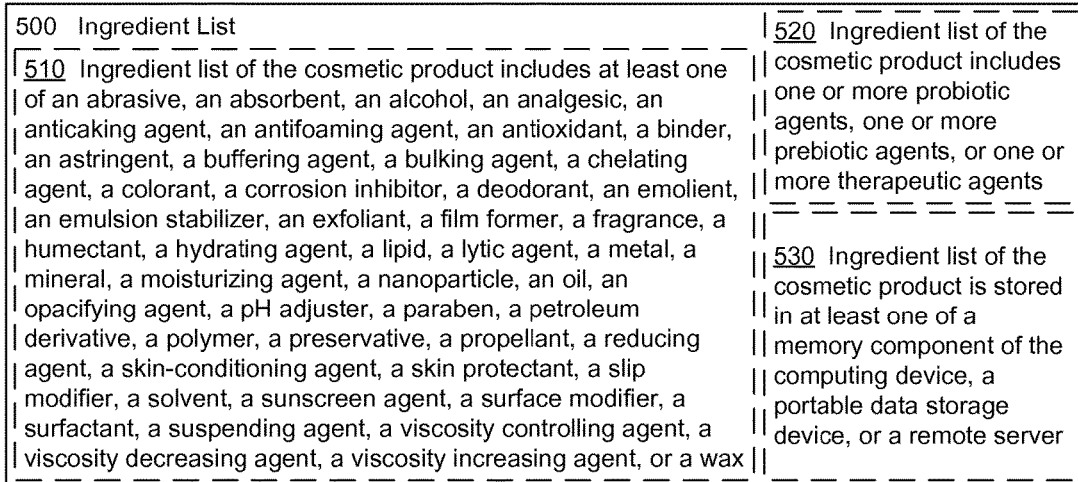 500 Ingredient List
510 Ingredient list of the cosmetic product includes at least one
of an abrasive, an absorbent, an alcohol, an analgesic, an
anticaking agent, an antifoaming agent, an antioxidant, a binder,
an astringent, a buffering agent, a bulking agent, a chelating
agent, a colorant, a corrosion inhibitor, a deodorant, an emolient,
an emulsion stabilizer, an exfoliant, a film former, a fragrance, a
humectant, a hydrating agent, a lipid, a lytic agent, a metal, a
mineral, a moisturizing agent, a nanoparticle, an oil, an
opacifying agent, a pH adjuster, a paraben, a petroleum
derivative, a polymer, a preservative, a propellant, a reducing
agent, a skin-conditioning agent, a skin protectant, a slip
modifier, a solvent, a sunscreen agent, a surface modifier, a
surfactant, a suspending agent, a viscosity controlling agent, a
viscosity decreasing agent, a viscosity increasing agent, or a wax
520 Ingredient list of the
cosmetic product includes
one or more probiotic
agents, one or more
prebiotic agents, or one or
more therapeutic agents
530 Ingredient list of the
cosmetic product is stored
in at least one of a
memory component of the
computing device, a
portable data storage
device, or a remote server